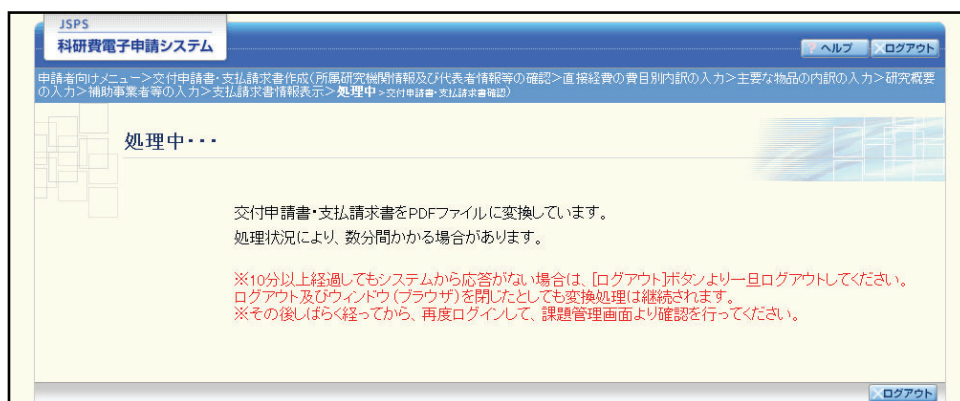 JSPS
科研費電子申請システム
? ヘルプ
×ログアウト
申請者向けメニュー＞交付申請書・支払請求書作成(所属研究機関情報及び代表者情報等の確認＞直接経費の費目別内訳の入力＞主要な物品の内訳の入力＞研究概要
の入力＞補助事業者等の入力＞支払請求書情報表示＞処理中＞交付申請書・支払請求書確認)
処理中・・・
交付申請書・支払請求書をPDFファイルに変換しています。
処理状況により、数分間かかる場合があります。
※10分以上経過してもシステムから応答がない場合は、[ログアウト]ボタンより一旦ログアウトしてください。
ログアウト及びウィンドウ(ブラウザ)を閉じたとしても変換処理は継続されます。
※その後しばらく経ってから、再度ログインして、課題管理画面より確認を行ってください。
×ログアウト